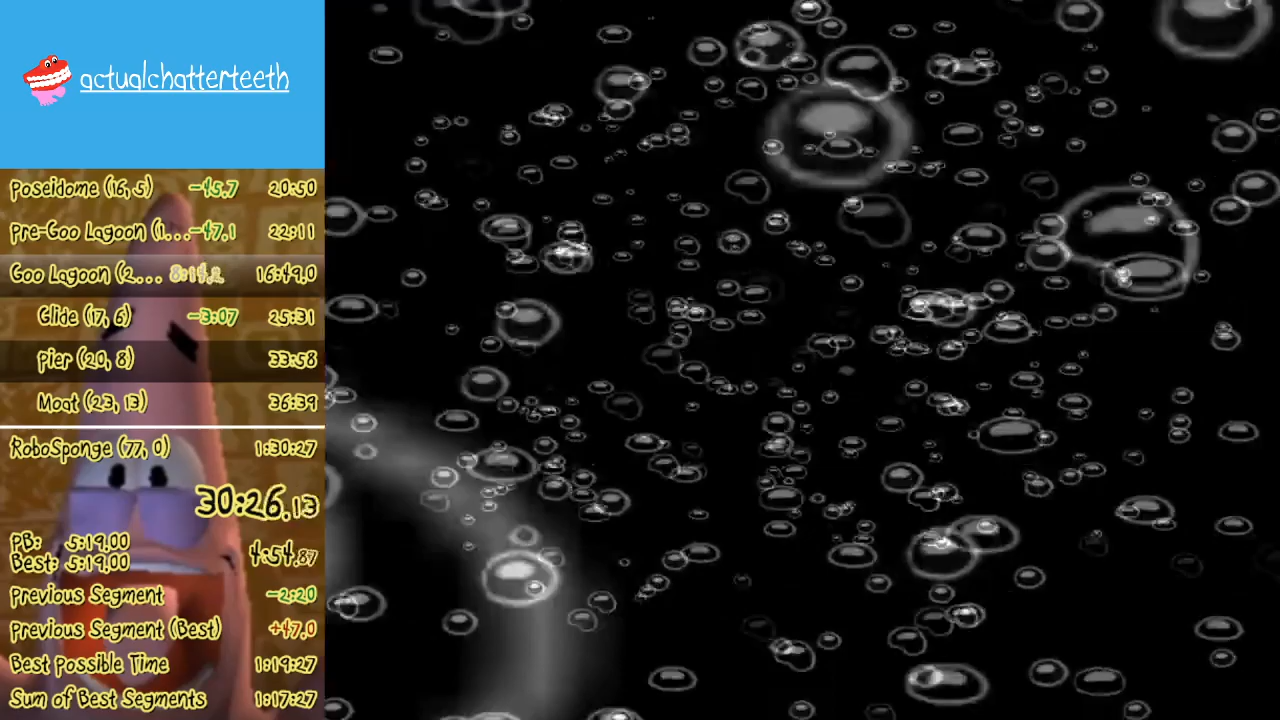 actualchatterteeth
Poseidome (16, 5) -45.7 20:50
Pre-Goo Lagoon (1... -47.1 22:11
Goo Lagoon (2... 8:14.2 16:49.0
Glide (17, 6) -3:07 25:31
Pier (20, 8) 33:58
Moat (23, 13) 36:39
RoboSponge (77, 0) 1:30:27
30:26.13
PB: 5:19.00
Best: 5:19.00 4:54.87
Previous Segment -2:20
Previous Segment (Best) +47.0
Best Possible Time 1:19:27
Sum of Best Segments 1:17:27